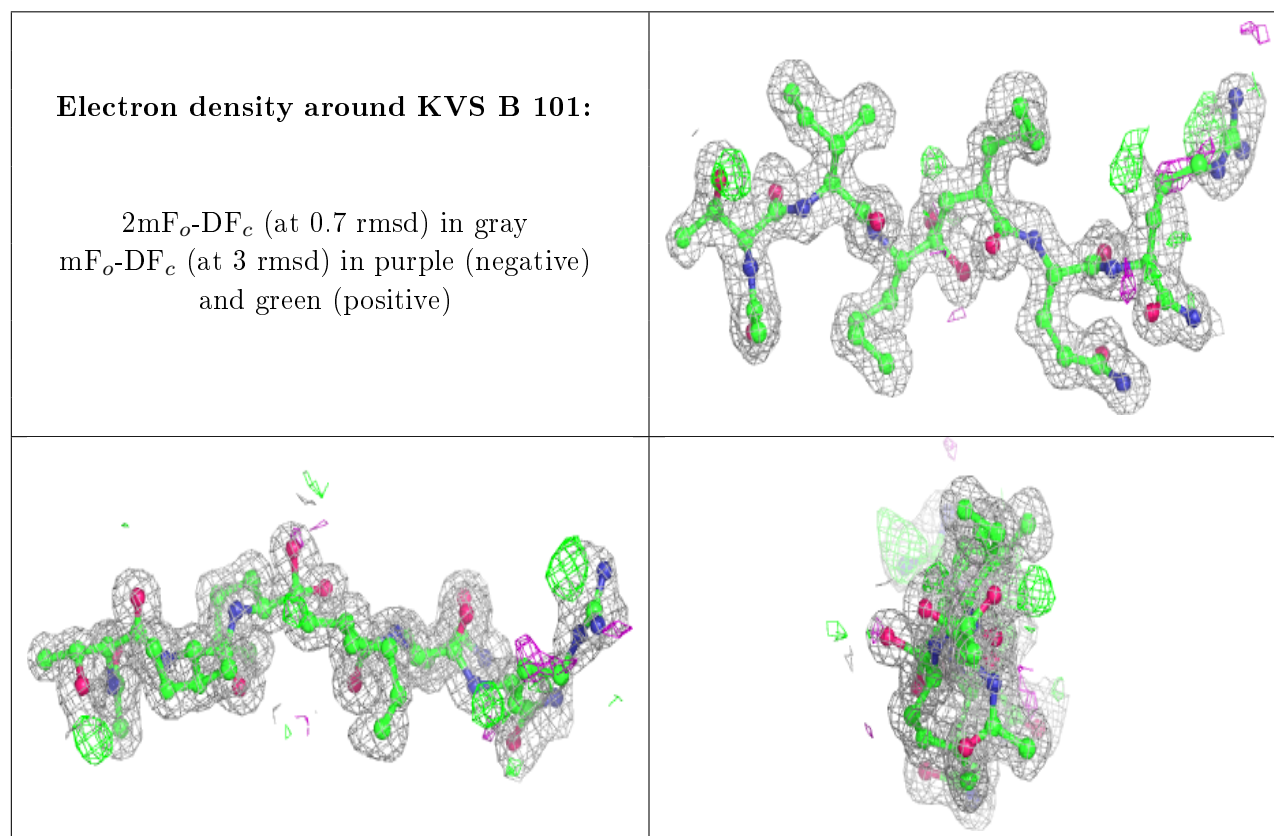 Electron density around KVS B 101:
2mFo-DFc (at 0.7 rmsd) in gray
mFo-DFc (at 3 rmsd) in purple (negative)
and green (positive)